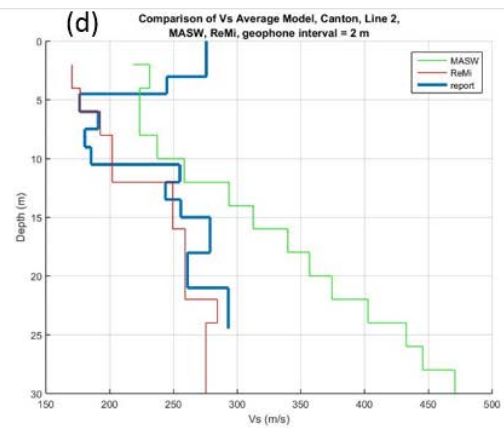 (d)
Comparison of Vs Average Model, Canton, Line 2,
MASW, ReMi, geophone interval = 2 m
MASW
ReMi
report
0
5
10
15
20
25
30
Depth (m)
150
200
250
300
350
400
450
500
Vs (m/s)